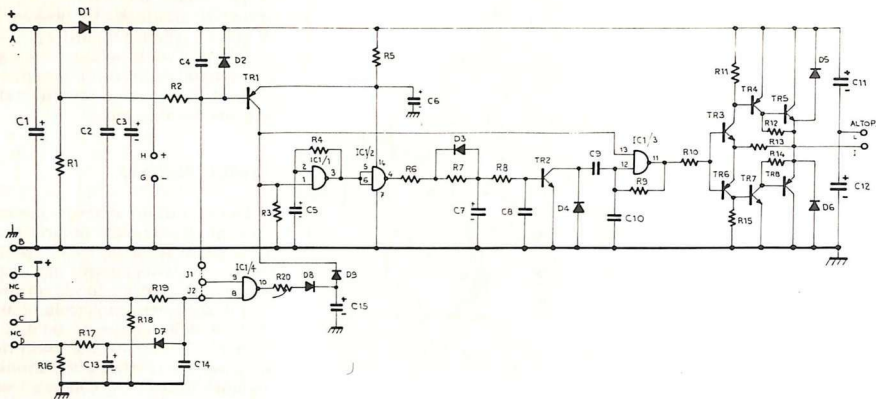 +
A
D1
C4
D2
R2
TR1
R5
C6
+
-
C1
+
-
R1
C2
C3
+
-
H +
G -
R4
IC1/1
2
1
3
R3
C5
+
-
IC1/2
14
5
6
4
7
R6
D3
R7
R8
C7
+
-
C8
TR2
D4
C9
IC1/3
13
12
11
R9
C10
R10
R11
TR3
TR4
TR5
R12
R13
R14
TR6
TR7
TR8
R15
D5
D6
C11
+
-
C12
+
-
ALTOP
L
I
B
F
+
NC
E
C
NC
D
R19
R18
R17
R16
C13
+
-
D7
C14
J1
J2
IC1/4
9
8
10
R20
D8
D9
C15
+
-